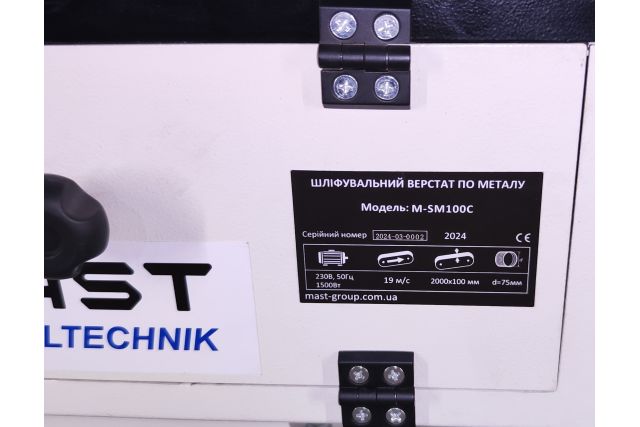 ШЛІФУВАЛЬНИЙ ВЕРСТАТ ПО МЕТАЛУ
Модель: M-SM100C
Серійний номер 2024-03-0002 2024
CE
230В, 50Гц
1500Вт
19 м/с
2000x100 мм
d=75мм
mast-group.com.ua
AST
LTECHNIK